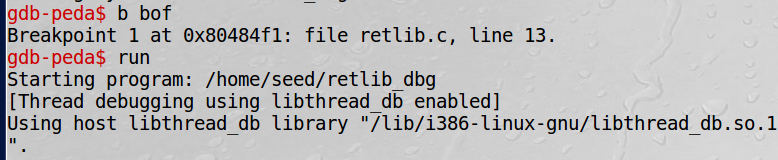 gdb-peda$ b bof
Breakpoint 1 at 0x80484f1: file retlib.c, line 13.
gdb-peda$ run
Starting program: /home/seed/retlib_dbg
[Thread debugging using libthread_db enabled]
Using host libthread_db library "/lib/i386-linux-gnu/libthread_db.so.1
".